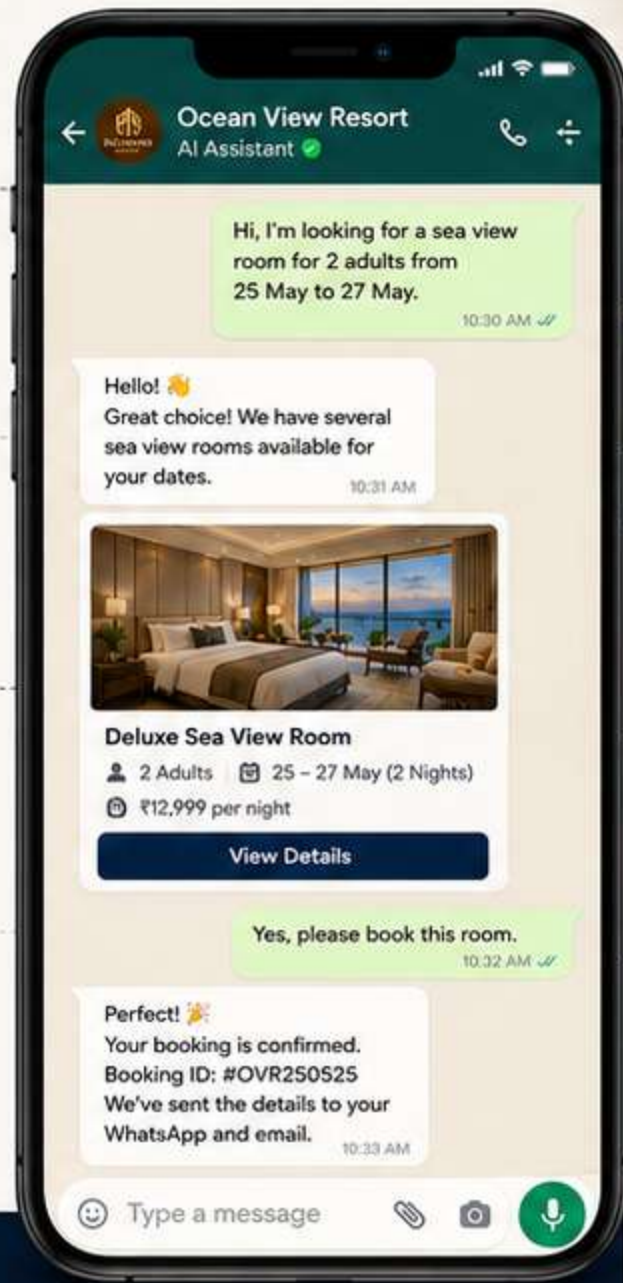 Ocean View Resort
AI Assistant
Hi, I'm looking for a sea view
room for 2 adults from
25 May to 27 May.
10:30 AM
Hello! 👋
Great choice! We have several
sea view rooms available for
your dates.
10:31 AM
Deluxe Sea View Room
2 Adults 25 – 27 May (2 Nights)
₹12,999 per night
View Details
Yes, please book this room.
10:32 AM
Perfect! 🎉
Your booking is confirmed.
Booking ID: #OVR250525
We've sent the details to your
WhatsApp and email.
10:33 AM
Type a message